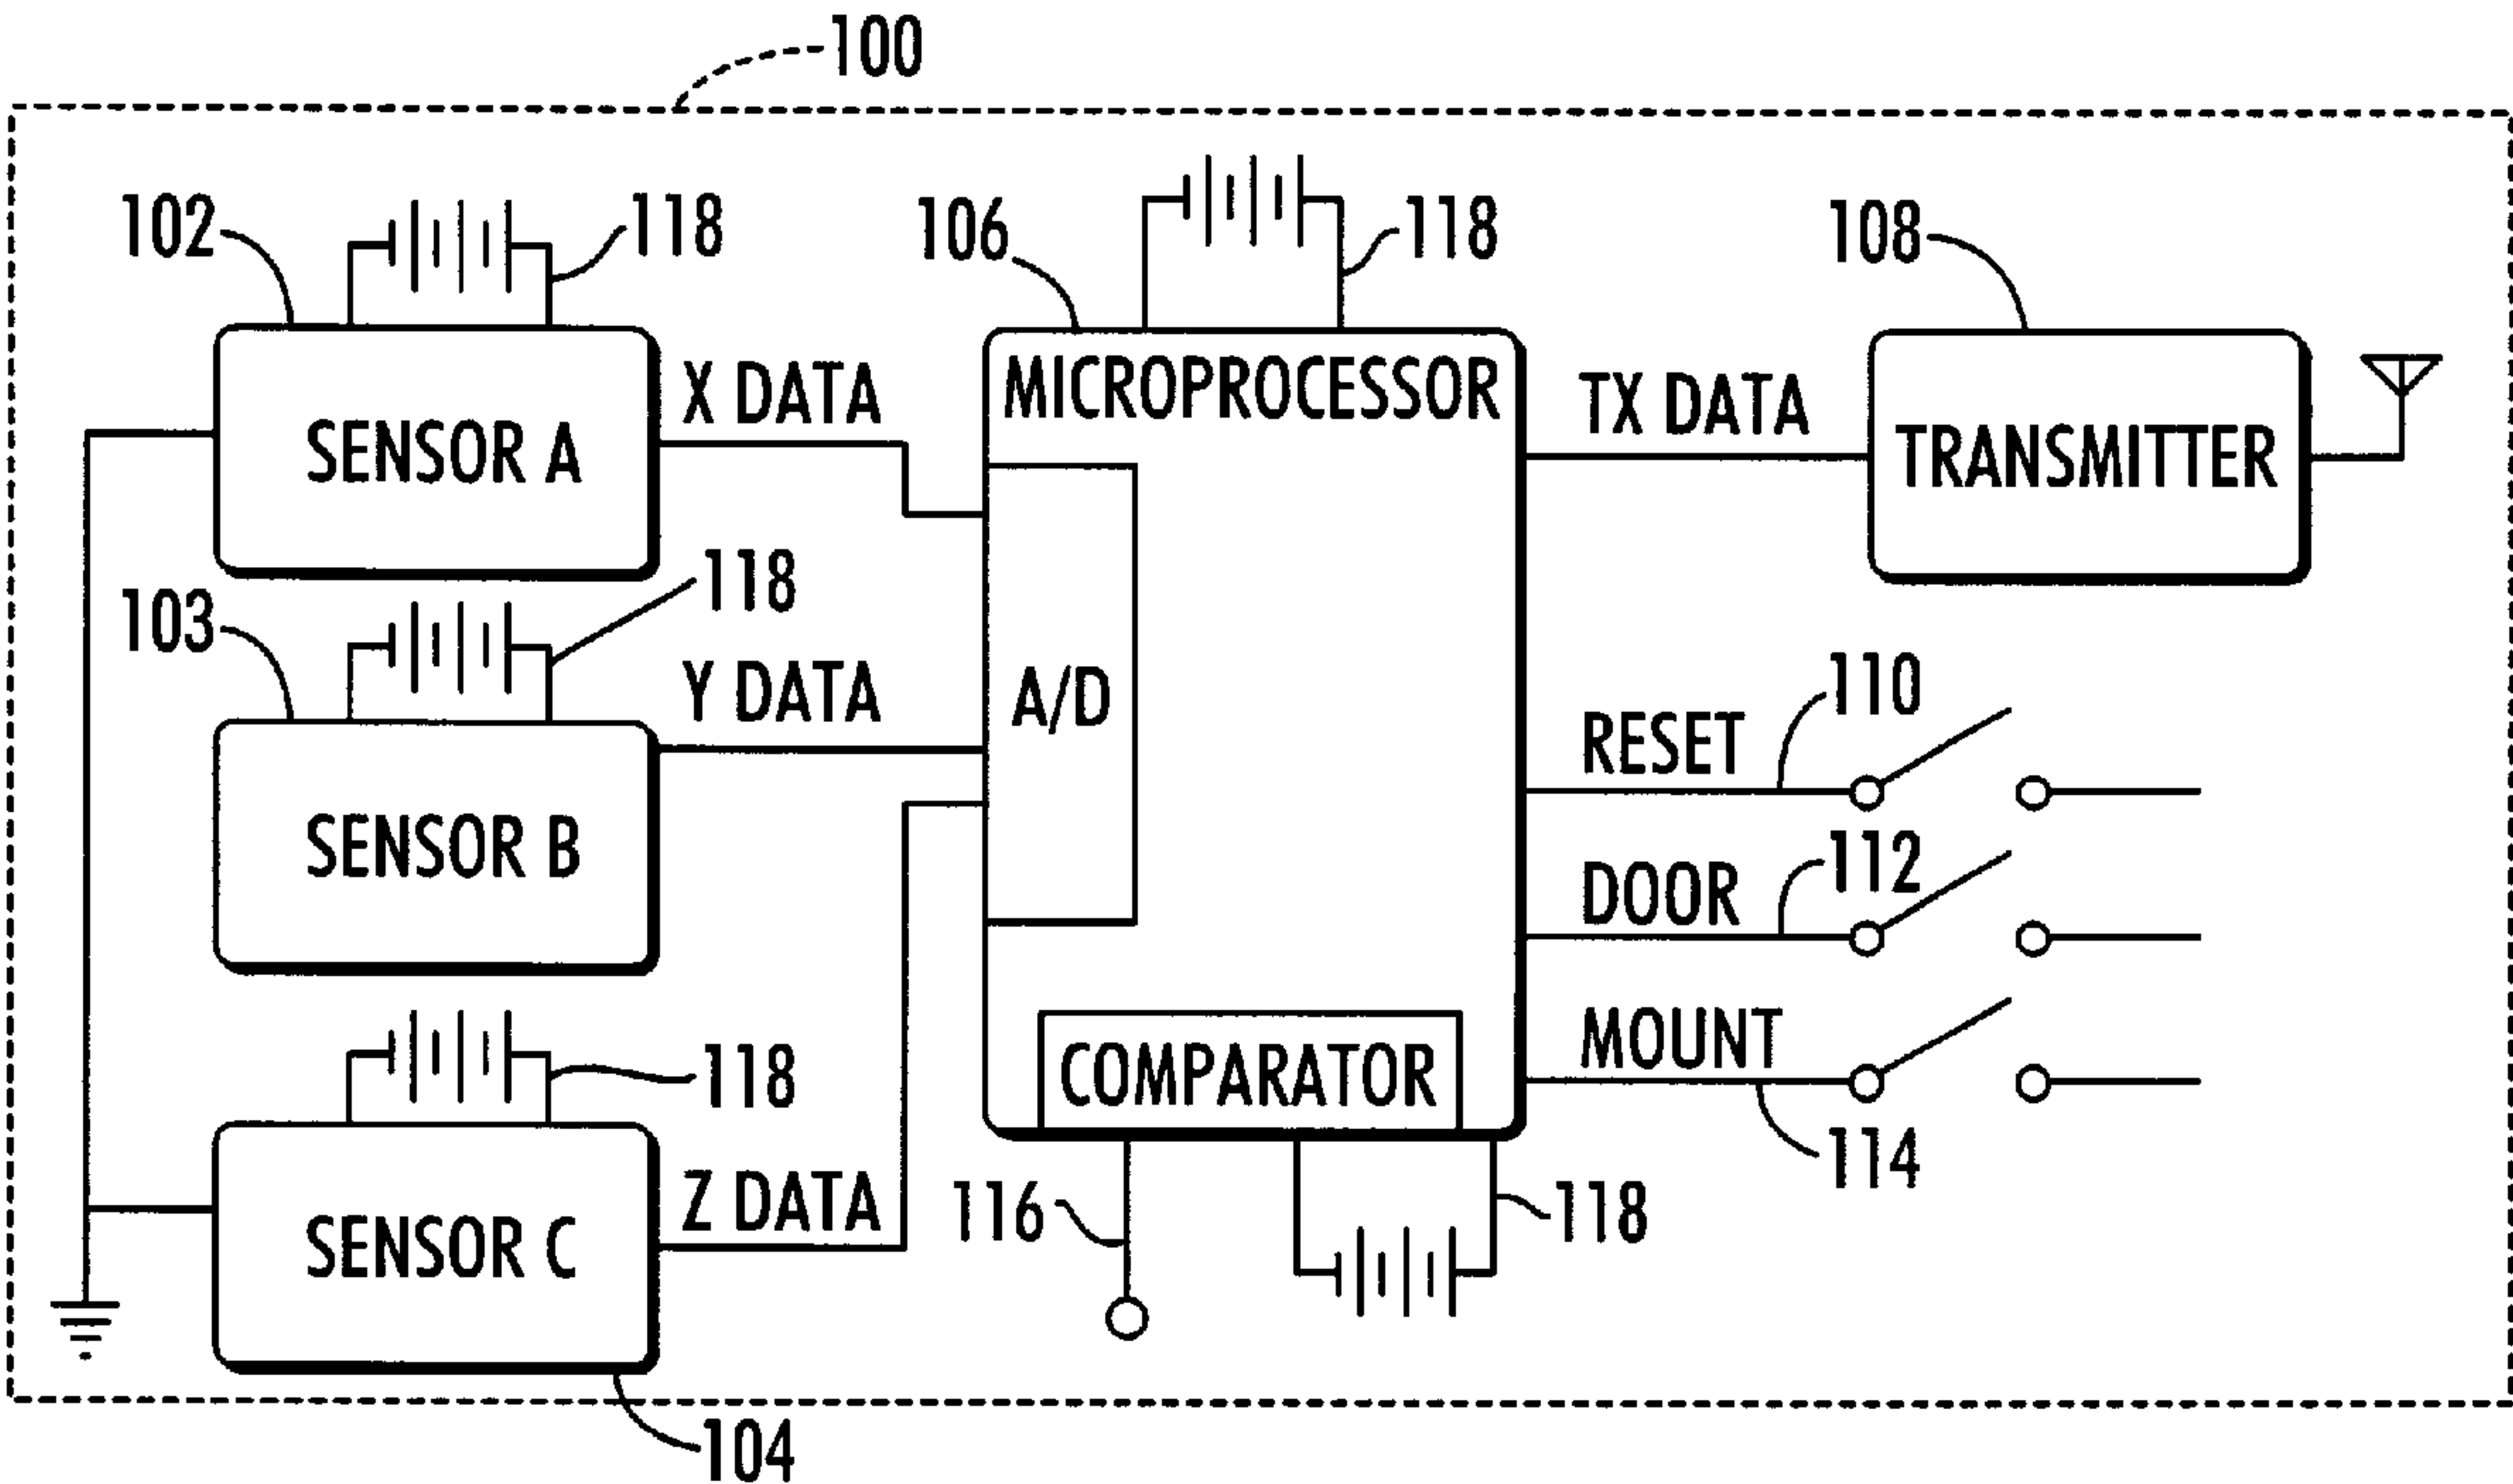 100
102
118
106
118
108
SENSOR A
X DATA
MICROPROCESSOR
TX DATA
TRANSMITTER
103
118
Y DATA
A/D
SENSOR B
RESET
110
DOOR
112
MOUNT
114
COMPARATOR
118
SENSOR C
Z DATA
116
118
104